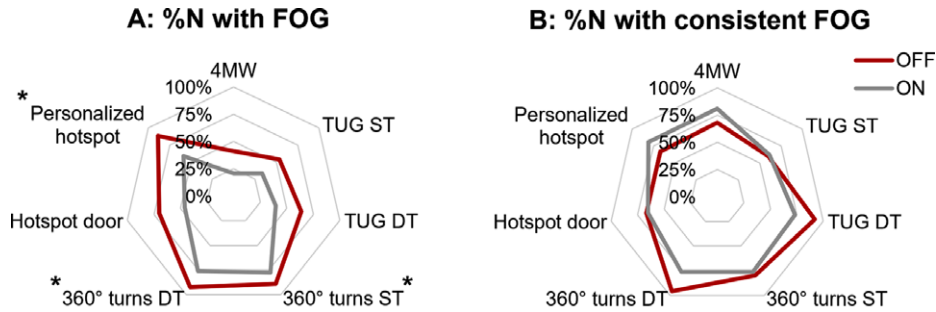 A: %N with FOG
4MW
100%
75%
50%
25%
0%
* Personalized
hotspot
TUG ST
Hotspot door
TUG DT
* 360° turns DT
360° turns ST *
B: %N with consistent FOG
OFF
ON
4MW
100%
75%
50%
25%
0%
Personalized
hotspot
TUG ST
Hotspot door
TUG DT
360° turns DT
360° turns ST